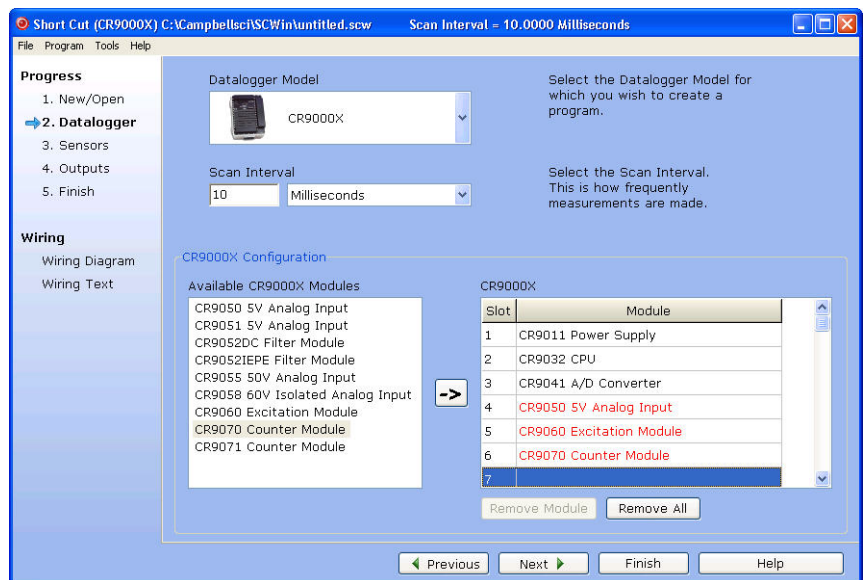 Short Cut (CR9000X) C:\Campbellsci\SCWin\untitled.scw Scan Interval = 10.0000 Milliseconds
File Program Tools Help
Progress
1. New/Open
2. Datalogger
3. Sensors
4. Outputs
5. Finish
Wiring
Wiring Diagram
Wiring Text
Datalogger Model
CR9000X
Select the Datalogger Model for
which you wish to create a
program.
Scan Interval
10 Milliseconds
Select the Scan Interval.
This is how frequently
measurements are made.
CR9000X Configuration
Available CR9000X Modules
CR9050 5V Analog Input
CR9051 5V Analog Input
CR9052DC Filter Module
CR9052IEPE Filter Module
CR9055 50V Analog Input
CR9058 60V Isolated Analog Input
CR9060 Excitation Module
CR9070 Counter Module
CR9071 Counter Module
->
CR9000X
Slot Module
1 CR9011 Power Supply
2 CR9032 CPU
3 CR9041 A/D Converter
4 CR9050 5V Analog Input
5 CR9060 Excitation Module
6 CR9070 Counter Module
7
Remove Module Remove All
Previous Next Finish Help